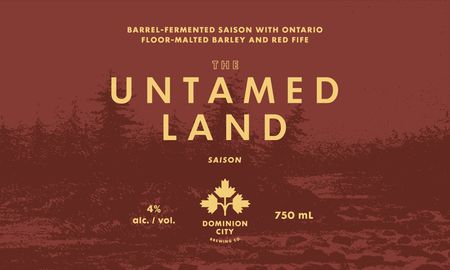 BARREL-FERMENTED SAISON WITH ONTARIO
FLOOR-MALTED BARLEY AND RED FIFE
THE
UNTAMED
LAND
SAISON
4%
alc. / vol.
DOMINION
CITY
BREWING CO.
750 mL